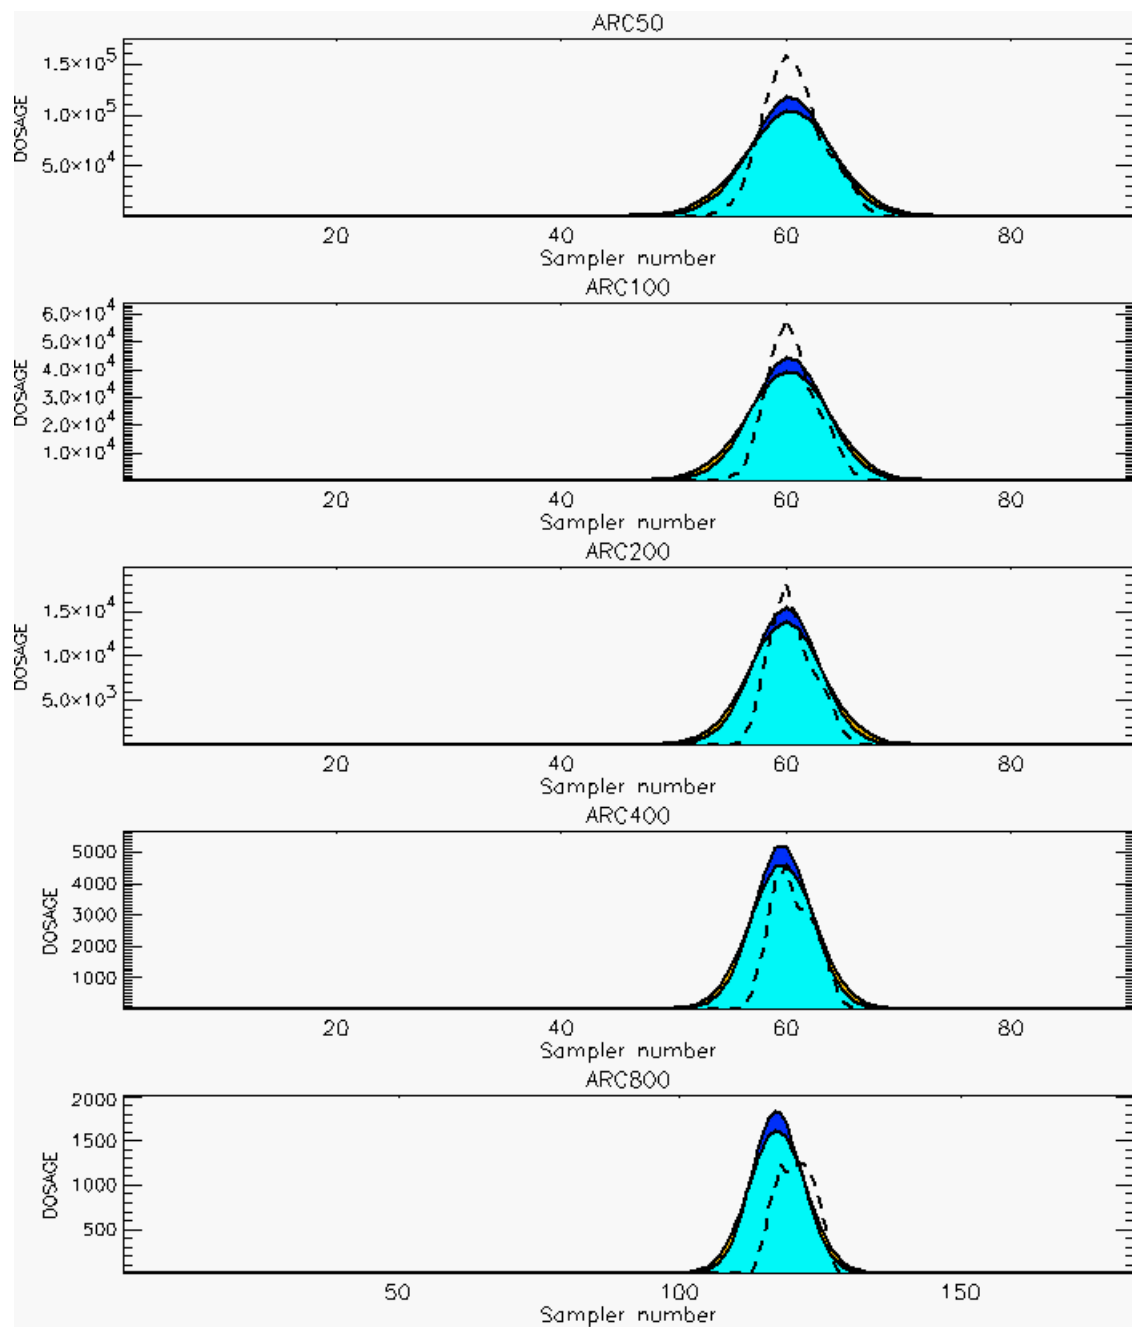 ARC50
1.5×10^5
1.0×10^5
5.0×10^4
DOSAGE
20 40 60 80
Sampler number
ARC100
6.0×10^4
5.0×10^4
4.0×10^4
3.0×10^4
2.0×10^4
1.0×10^4
DOSAGE
20 40 60 80
Sampler number
ARC200
1.5×10^4
1.0×10^4
5.0×10^3
DOSAGE
20 40 60 80
Sampler number
ARC400
5000
4000
3000
2000
1000
DOSAGE
20 40 60 80
Sampler number
ARC800
2000
1500
1000
500
DOSAGE
50 100 150
Sampler number